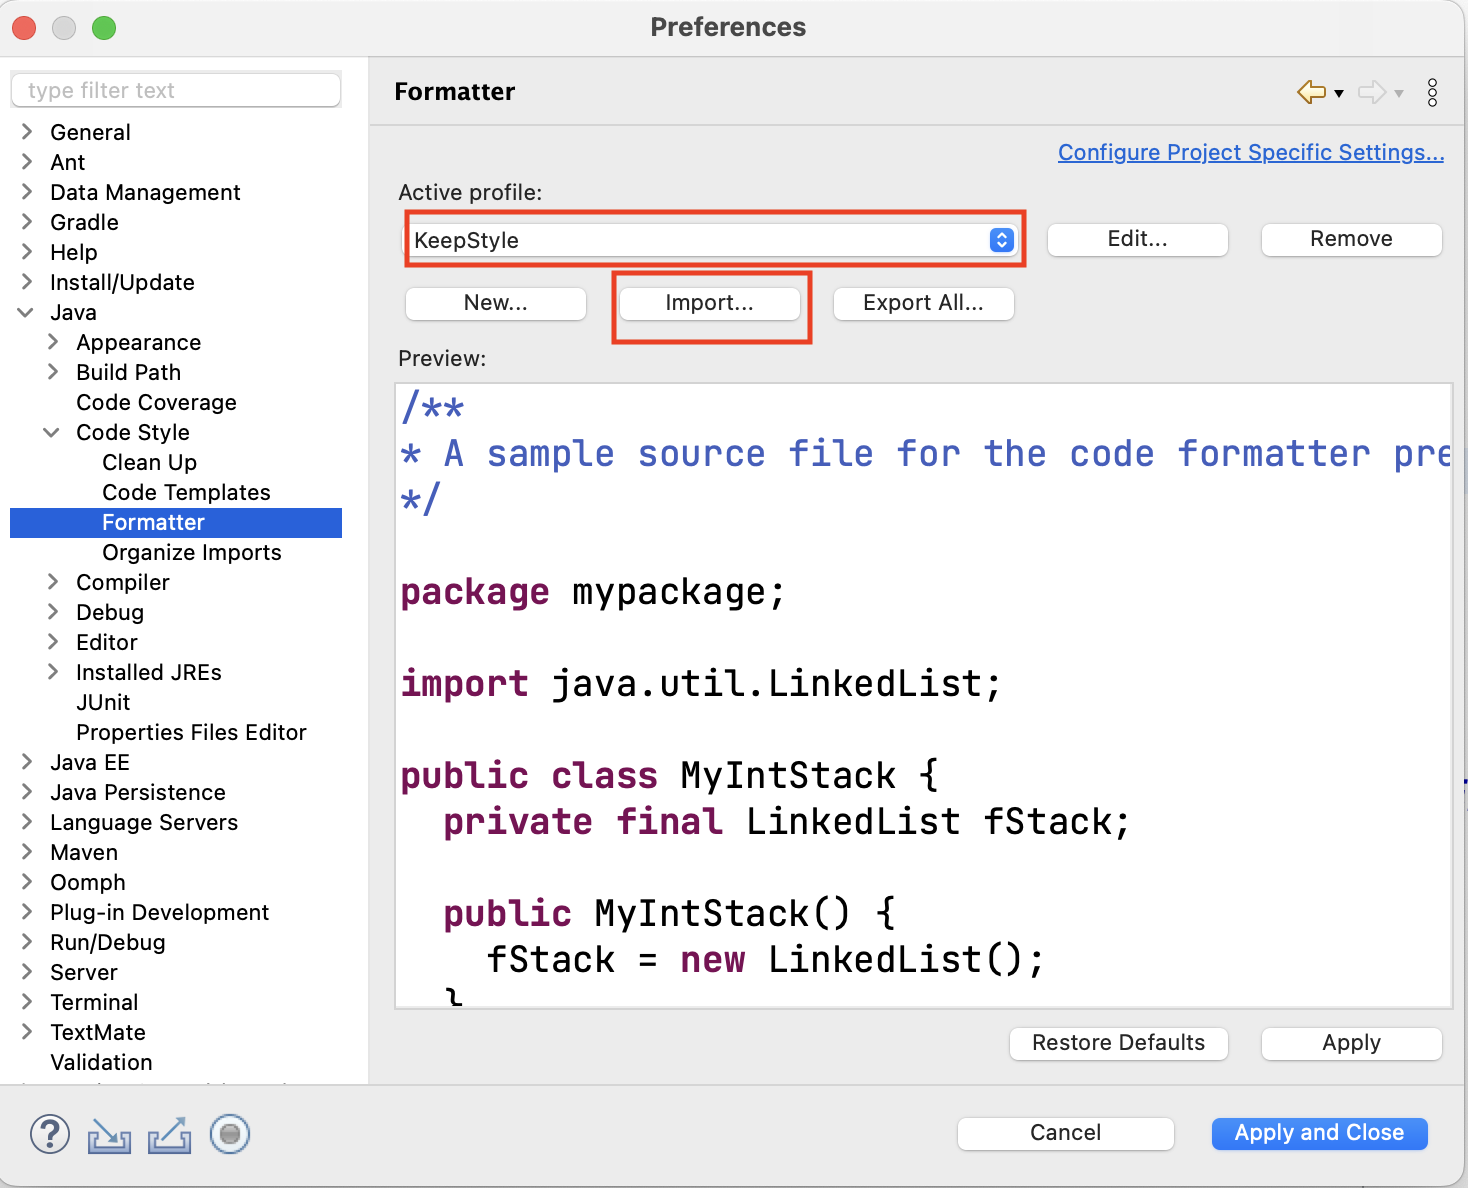 Preferences
type filter text
General
Ant
Data Management
Gradle
Help
Install/Update
Java
Appearance
Build Path
Code Coverage
Code Style
Clean Up
Code Templates
Formatter
Organize Imports
Compiler
Debug
Editor
Installed JREs
JUnit
Properties Files Editor
Java EE
Java Persistence
Language Servers
Maven
Oomph
Plug-in Development
Run/Debug
Server
Terminal
TextMate
Validation
Formatter
Configure Project Specific Settings...
Active profile:
KeepStyle
Edit...
Remove
New...
Import...
Export All...
Preview:
/**
* A sample source file for the code formatter pre
*/
package mypackage;
import java.util.LinkedList;
public class MyIntStack {
private final LinkedList fStack;
public MyIntStack() {
fStack = new LinkedList();
}
Restore Defaults
Apply
?
Cancel
Apply and Close